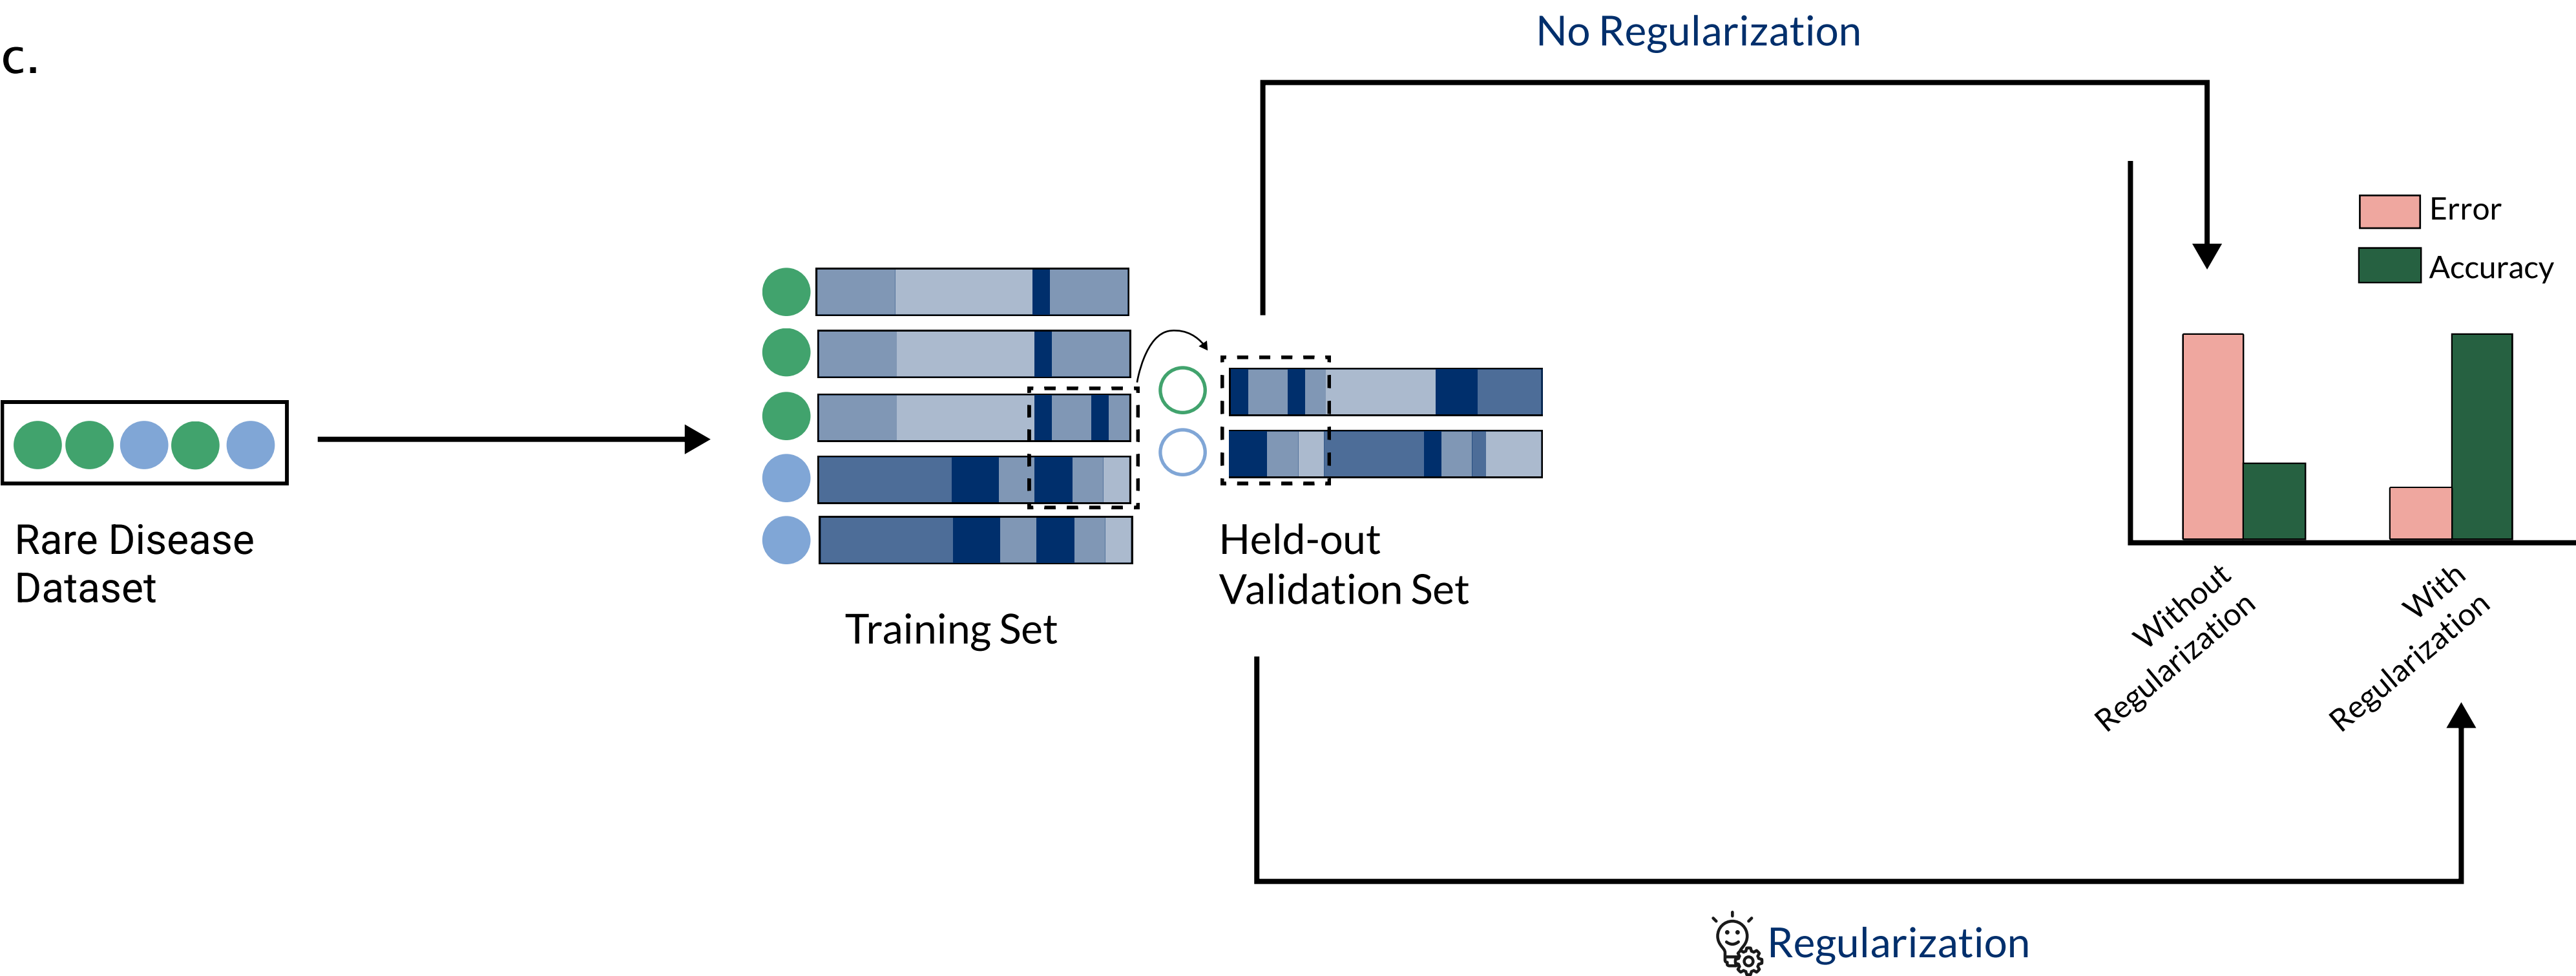 c.
No Regularization
Error
Accuracy
Rare Disease
Dataset
Training Set
Held-out
Validation Set
Without
Regularization
With
Regularization
Regularization